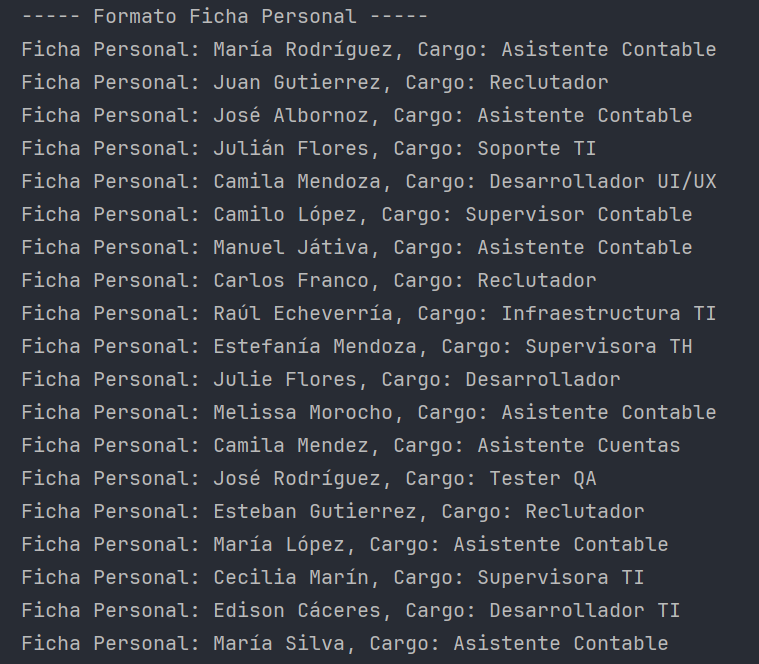 ----- Formato Ficha Personal -----
Ficha Personal: María Rodríguez, Cargo: Asistente Contable
Ficha Personal: Juan Gutierrez, Cargo: Reclutador
Ficha Personal: José Albornoz, Cargo: Asistente Contable
Ficha Personal: Julián Flores, Cargo: Soporte TI
Ficha Personal: Camila Mendoza, Cargo: Desarrollador UI/UX
Ficha Personal: Camilo López, Cargo: Supervisor Contable
Ficha Personal: Manuel Játiva, Cargo: Asistente Contable
Ficha Personal: Carlos Franco, Cargo: Reclutador
Ficha Personal: Raúl Echeverría, Cargo: Infraestructura TI
Ficha Personal: Estefanía Mendoza, Cargo: Supervisora TH
Ficha Personal: Julie Flores, Cargo: Desarrollador
Ficha Personal: Melissa Morocho, Cargo: Asistente Contable
Ficha Personal: Camila Mendez, Cargo: Asistente Cuentas
Ficha Personal: José Rodríguez, Cargo: Tester QA
Ficha Personal: Esteban Gutierrez, Cargo: Reclutador
Ficha Personal: María López, Cargo: Asistente Contable
Ficha Personal: Cecilia Marín, Cargo: Supervisora TI
Ficha Personal: Edison Cáceres, Cargo: Desarrollador TI
Ficha Personal: María Silva, Cargo: Asistente Contable